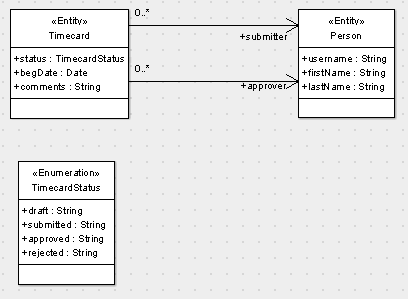 «Entity»
Timecard
+status : TimecardStatus
+begDate : Date
+comments : String
0..*
+submitter
0..*
+approver
«Entity»
Person
+username : String
+firstName : String
+lastName : String
«Enumeration»
TimecardStatus
+draft : String
+submitted : String
+approved : String
+rejected : String